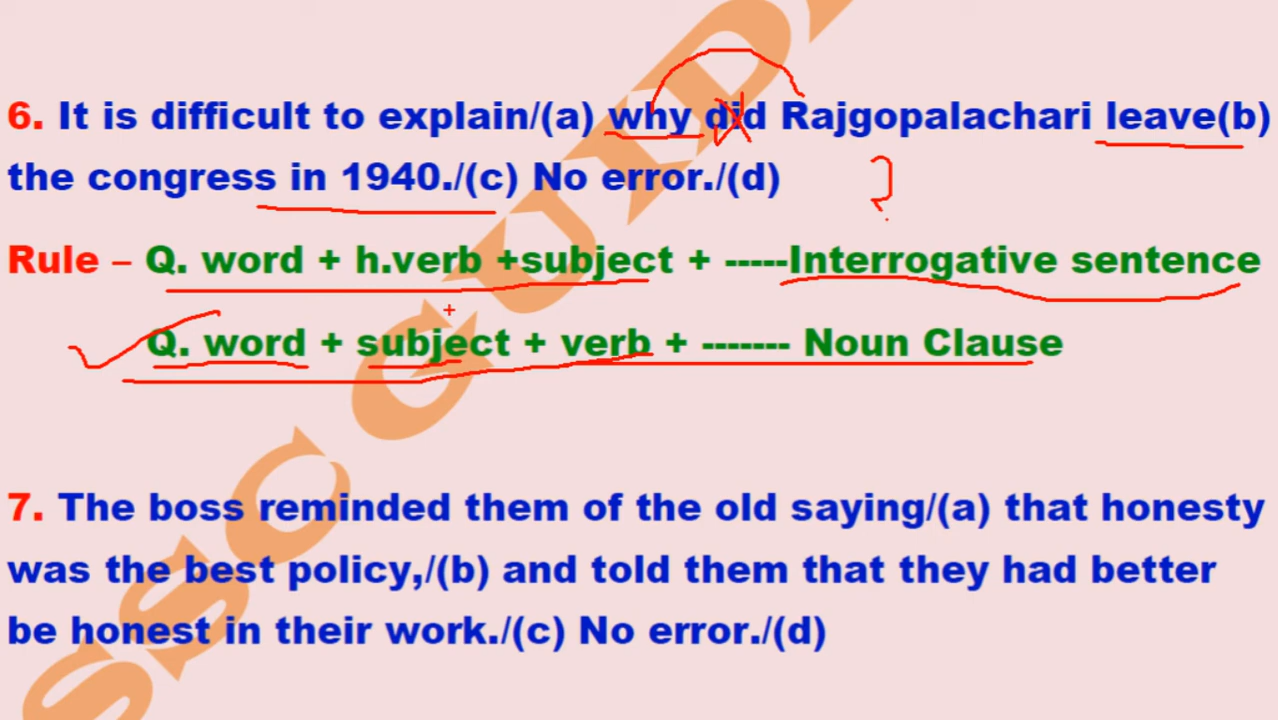 6. It is difficult to explain/(a) why did Rajgopalachari leave(b)
the congress in 1940./(c) No error./(d)
Rule – Q. word + h.verb +subject + -----Interrogative sentence
Q. word + subject + verb + ------- Noun Clause
7. The boss reminded them of the old saying/(a) that honesty
was the best policy,/(b) and told them that they had better
be honest in their work./(c) No error./(d)
SSC GUID